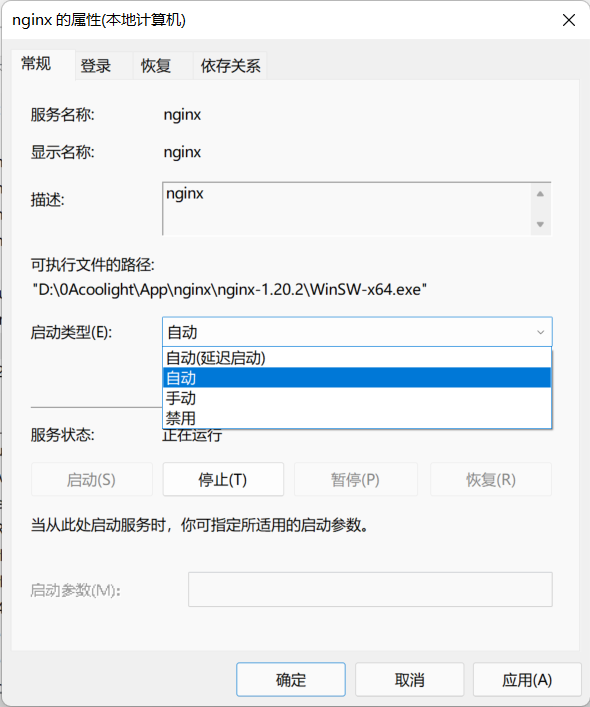 nginx 的属性(本地计算机)
常规 登录 恢复 依存关系
服务名称: nginx
显示名称: nginx
描述: nginx
可执行文件的路径:
"D:\0Acoolight\App\nginx\nginx-1.20.2\WinSW-x64.exe"
启动类型(E): 自动
自动(延迟启动)
自动
手动
禁用
服务状态: 正在运行
启动(S) 停止(T) 暂停(P) 恢复(R)
当从此处启动服务时，你可指定所适用的启动参数。
启动参数(M):
确定 取消 应用(A)